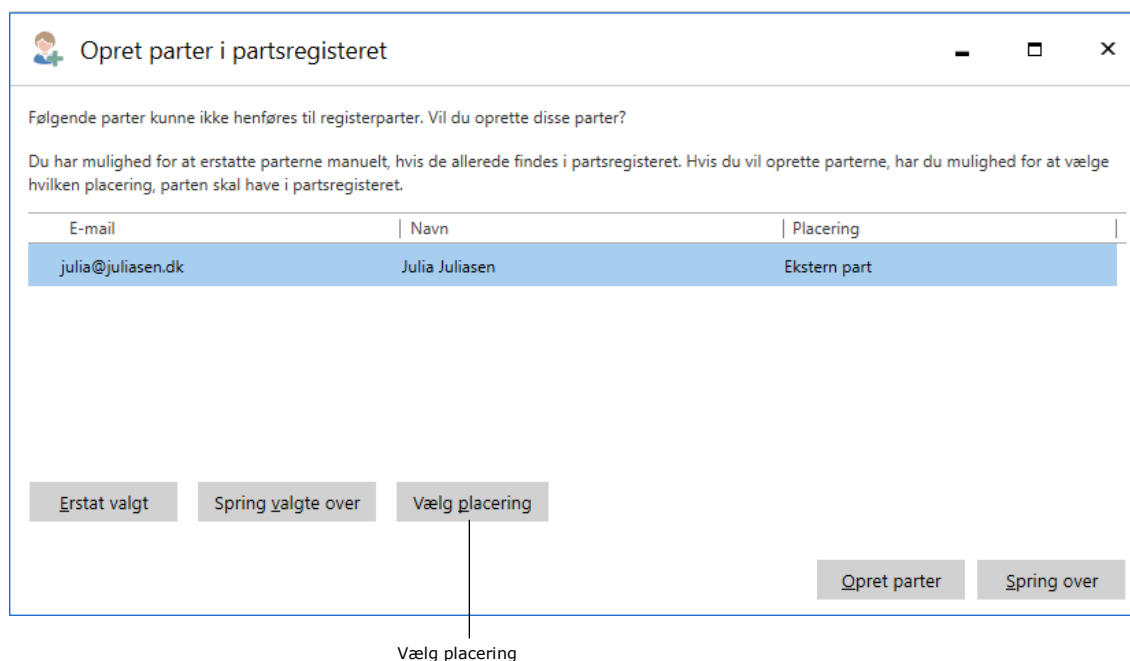 Opret parter i partsregisteret
Følgende parter kunne ikke henføres til registerparter. Vil du oprette disse parter?
Du har mulighed for at erstatte parterne manuelt, hvis de allerede findes i partsregisteret. Hvis du vil oprette parterne, har du mulighed for at vælge
hvilken placering, parten skal have i partsregisteret.
E-mail Navn Placering
julia@juliasen.dk Julia Juliasen Ekstern part
Erstat valgt Spring valgte over Vælg placering
Opret parter Spring over
Vælg placering